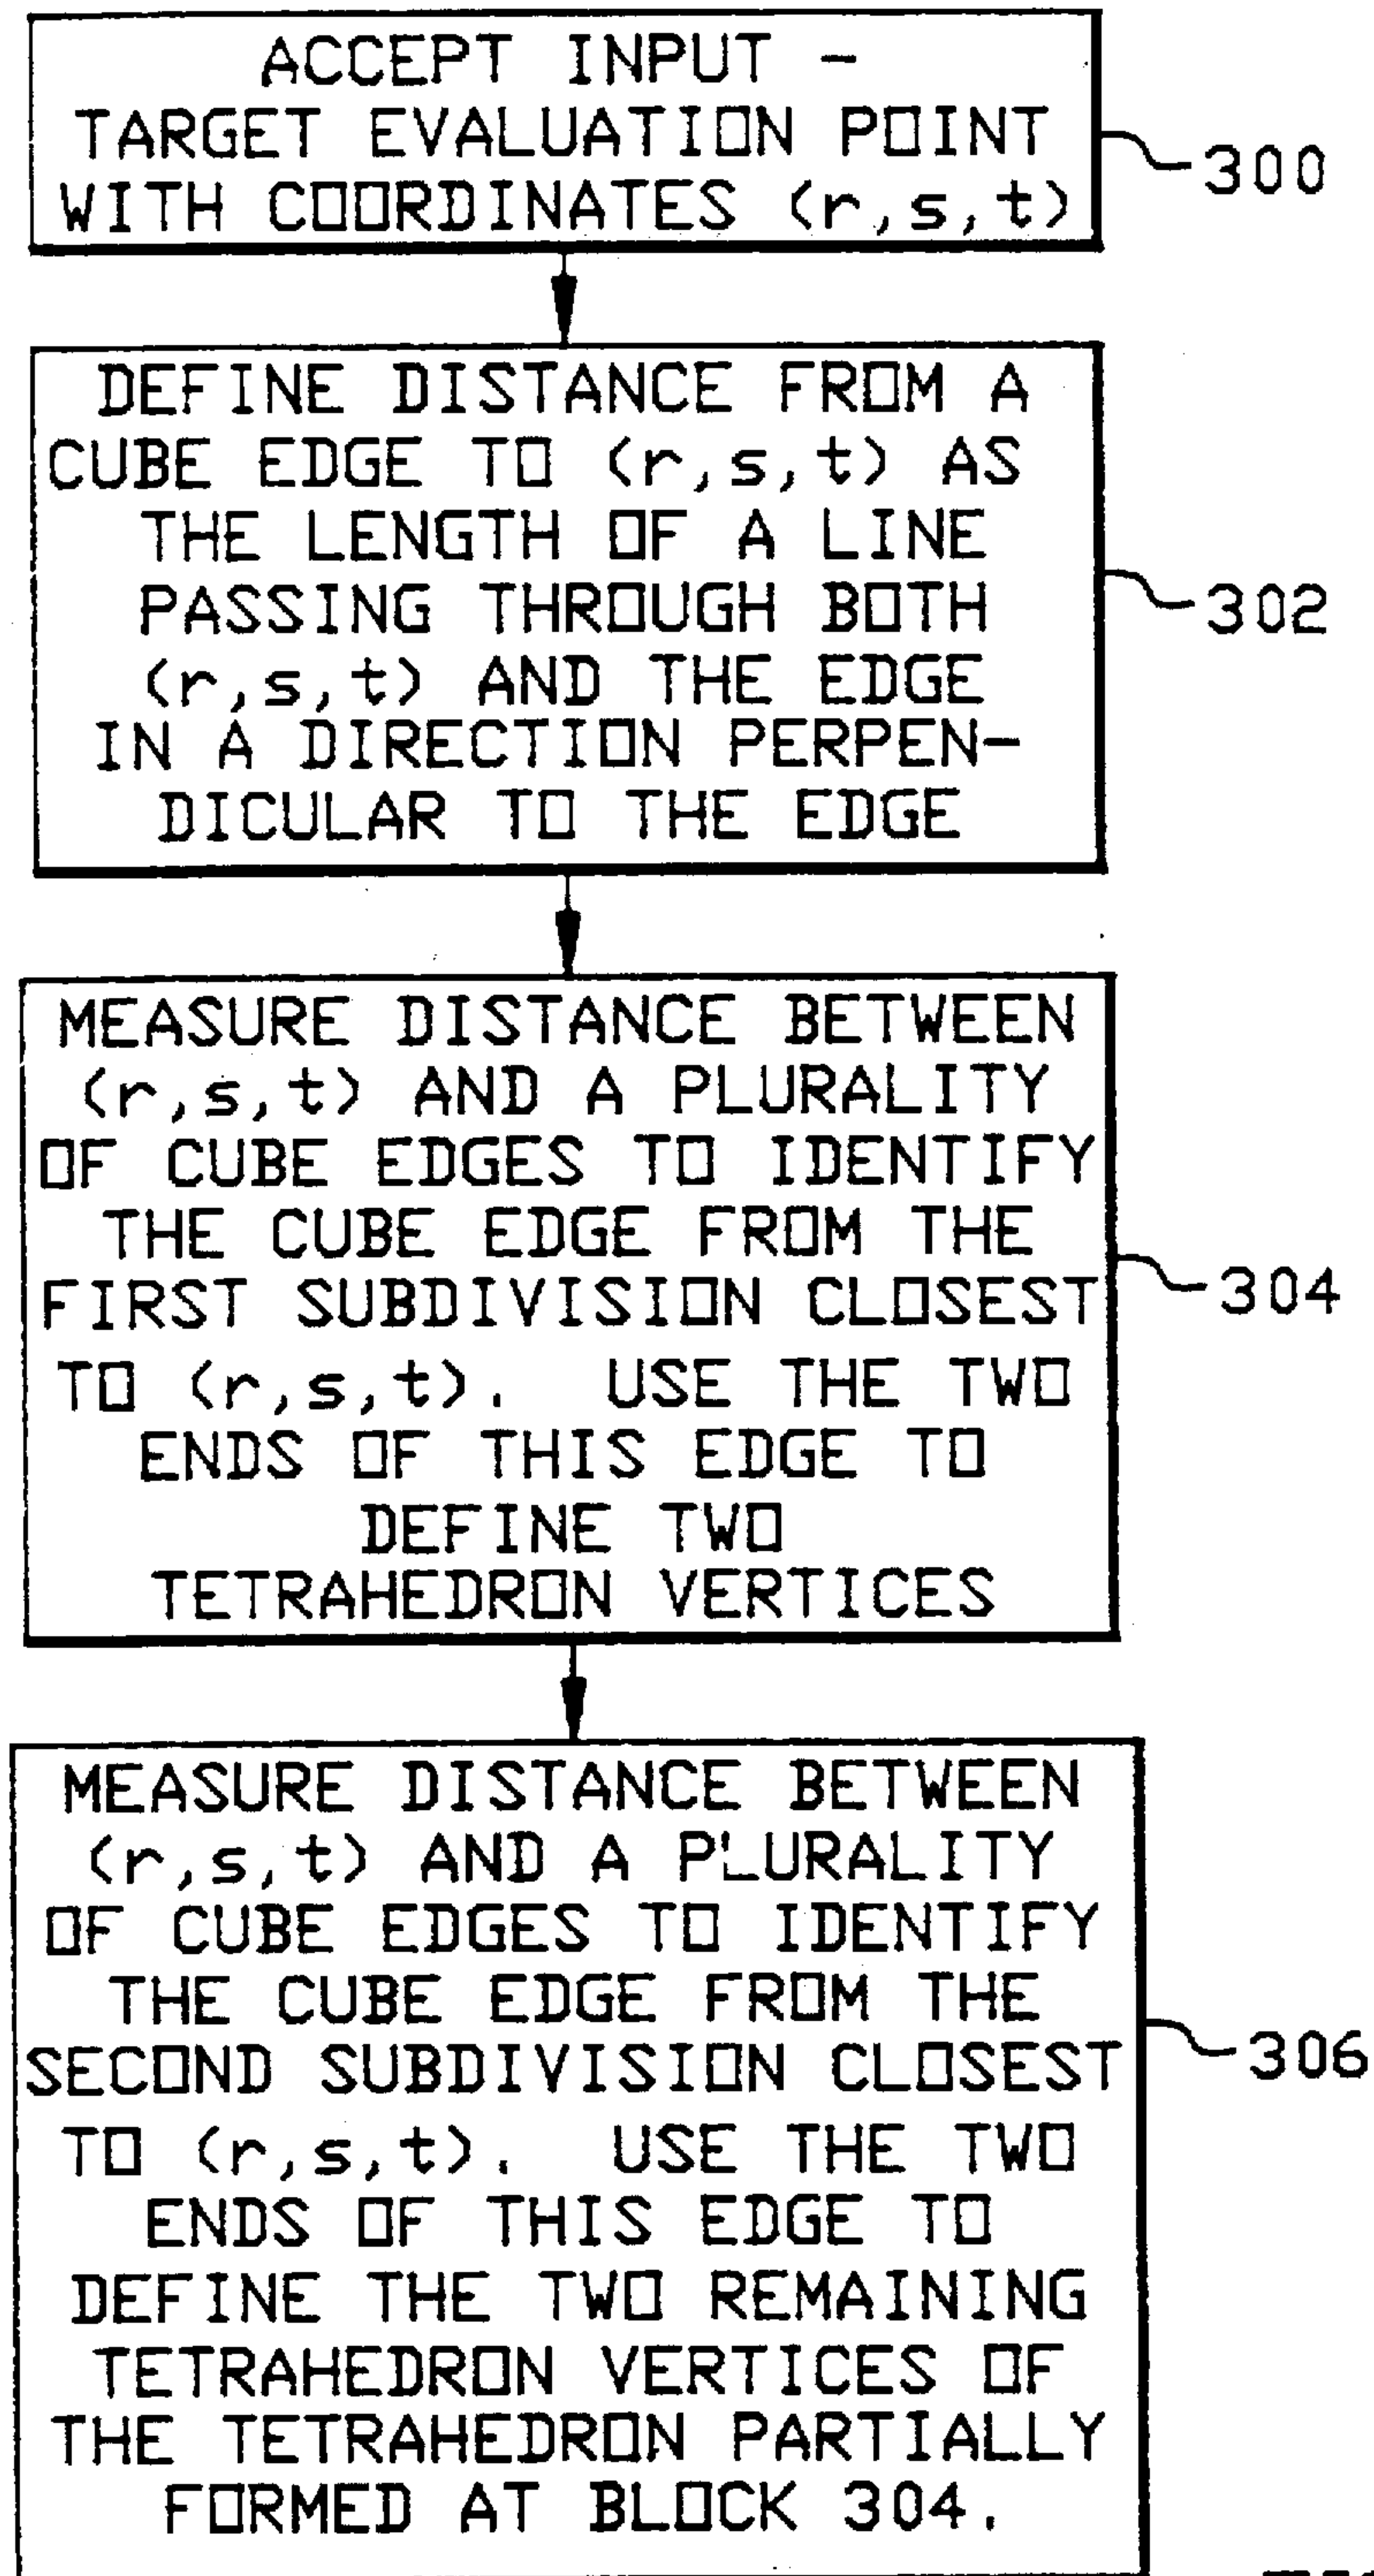 ACCEPT INPUT -
TARGET EVALUATION POINT
WITH COORDINATES (r,s,t)
300
DEFINE DISTANCE FROM A
CUBE EDGE TO (r,s,t) AS
THE LENGTH OF A LINE
PASSING THROUGH BOTH
(r,s,t) AND THE EDGE
IN A DIRECTION PERPEN-
DICULAR TO THE EDGE
302
MEASURE DISTANCE BETWEEN
(r,s,t) AND A PLURALITY
OF CUBE EDGES TO IDENTIFY
THE CUBE EDGE FROM THE
FIRST SUBDIVISION CLOSEST
TO (r,s,t). USE THE TWO
ENDS OF THIS EDGE TO
DEFINE TWO
TETRAHEDRON VERTICES
304
MEASURE DISTANCE BETWEEN
(r,s,t) AND A PLURALITY
OF CUBE EDGES TO IDENTIFY
THE CUBE EDGE FROM THE
SECOND SUBDIVISION CLOSEST
TO (r,s,t). USE THE TWO
ENDS OF THIS EDGE TO
DEFINE THE TWO REMAINING
TETRAHEDRON VERTICES OF
THE TETRAHEDRON PARTIALLY
FORMED AT BLOCK 304.
306